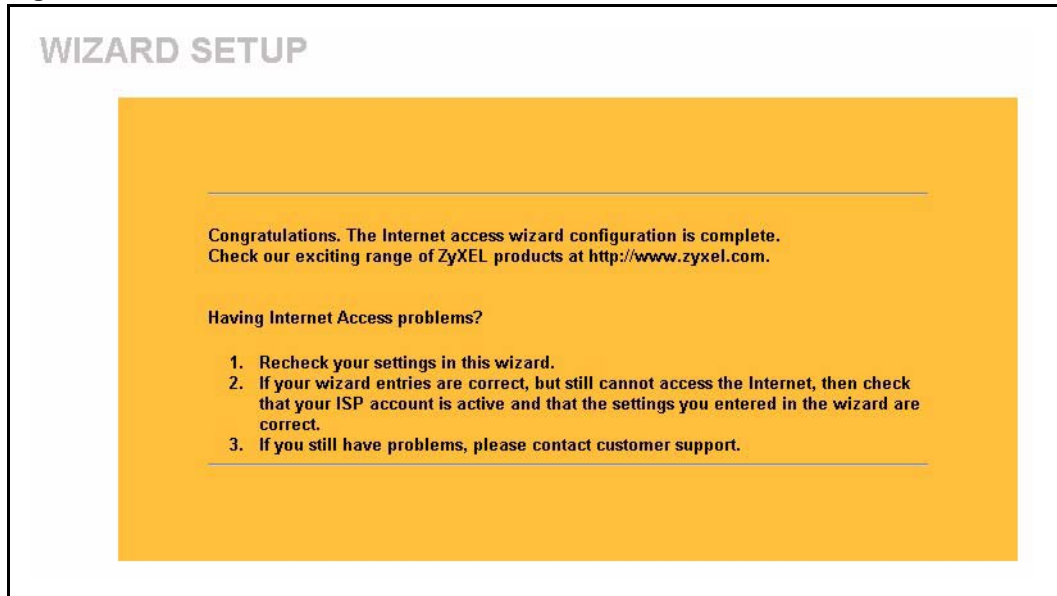 WIZARD SETUP
Congratulations. The Internet access wizard configuration is complete.
Check our exciting range of ZyXEL products at http://www.zyxel.com.
Having Internet Access problems?
1. Recheck your settings in this wizard.
2. If your wizard entries are correct, but still cannot access the Internet, then check
that your ISP account is active and that the settings you entered in the wizard are
correct.
3. If you still have problems, please contact customer support.